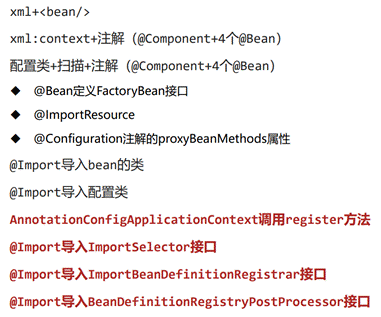 xml+<bean/>
xml:context+注解（@Component+4个@Bean）
配置类+扫描+注解（@Component+4个@Bean）
◆ @Bean定义FactoryBean接口
◆ @ImportResource
◆ @Configuration注解的proxyBeanMethods属性
@Import导入bean的类
@Import导入配置类
AnnotationConfigApplicationContext调用register方法
@Import导入ImportSelector接口
@Import导入ImportBeanDefinitionRegistrar接口
@Import导入BeanDefinitionRegistryPostProcessor接口